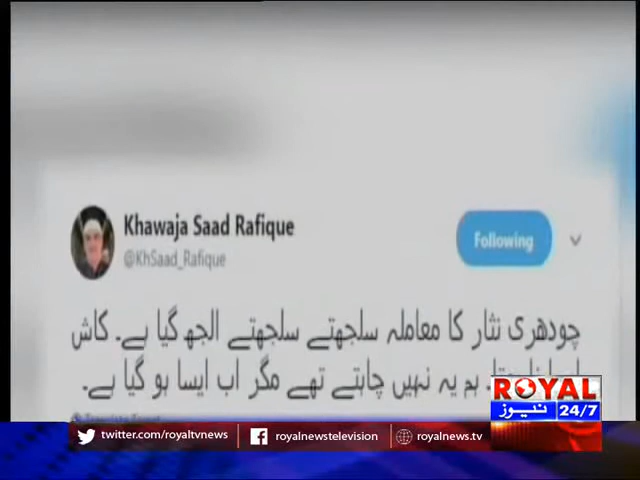 Khawaja Saad Rafique
@KhSaad_Rafique
Following
چودھری نثار کا معاملہ سلجھتے سلجھتے الجھ گیا ہے۔ کاش
ہم یہ نہیں چاہتے تھے مگر اب ایسا ہو گیا ہے۔
ROYAL
نیوز 24/7
twitter.com/royaltvnews
royalnewstelevision
royalnews.tv